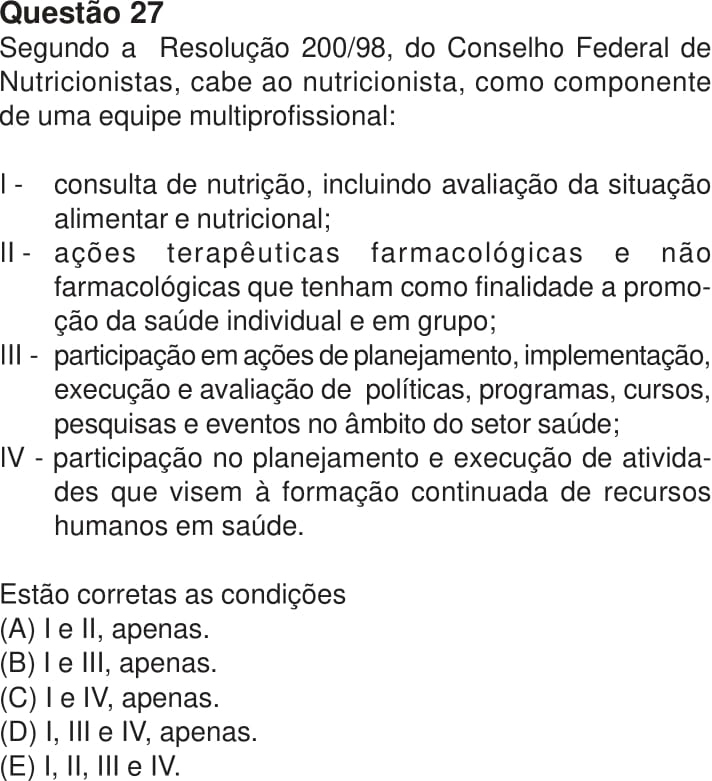 Questão 27
Segundo a Resolução 200/98, do Conselho Federal de
Nutricionistas, cabe ao nutricionista, como componente
de uma equipe multiprofissional:
I - consulta de nutrição, incluindo avaliação da situação
alimentar e nutricional;
II - ações terapêuticas farmacológicas e não
farmacológicas que tenham como finalidade a promo-
ção da saúde individual e em grupo;
III - participação em ações de planejamento, implementação,
execução e avaliação de políticas, programas, cursos,
pesquisas e eventos no âmbito do setor saúde;
IV - participação no planejamento e execução de ativida-
des que visem à formação continuada de recursos
humanos em saúde.
Estão corretas as condições
(A) I e II, apenas.
(B) I e III, apenas.
(C) I e IV, apenas.
(D) I, III e IV, apenas.
(E) I, II, III e IV.